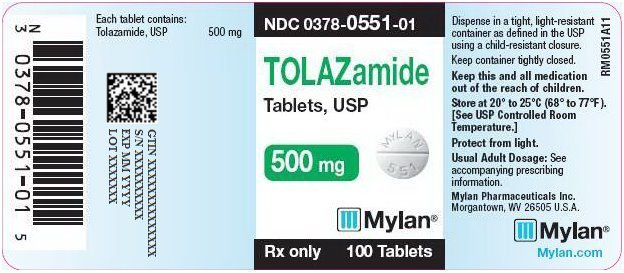 3 0378-0551-01 5
Each tablet contains:
Tolazamide, USP 500 mg
GTIN XXXXXXXXXXXXXX
S/N XXXXXXXXXX
EXP MM YYYY
LOT XXXXXXX
NDC 0378-0551-01
TOLAZamide
Tablets, USP
MYLAN
551
500 mg
Mylan®
Rx only 100 Tablets
Dispense in a tight, light-resistant
container as defined in the USP
using a child-resistant closure.
Keep container tightly closed.
Keep this and all medication
out of the reach of children.
Store at 20° to 25°C (68° to 77°F).
[See USP Controlled Room
Temperature.]
Protect from light.
Usual Adult Dosage: See
accompanying prescribing
information.
Mylan Pharmaceuticals Inc.
Morgantown, WV 26505 U.S.A.
Mylan®
Mylan.com
RM0551A11